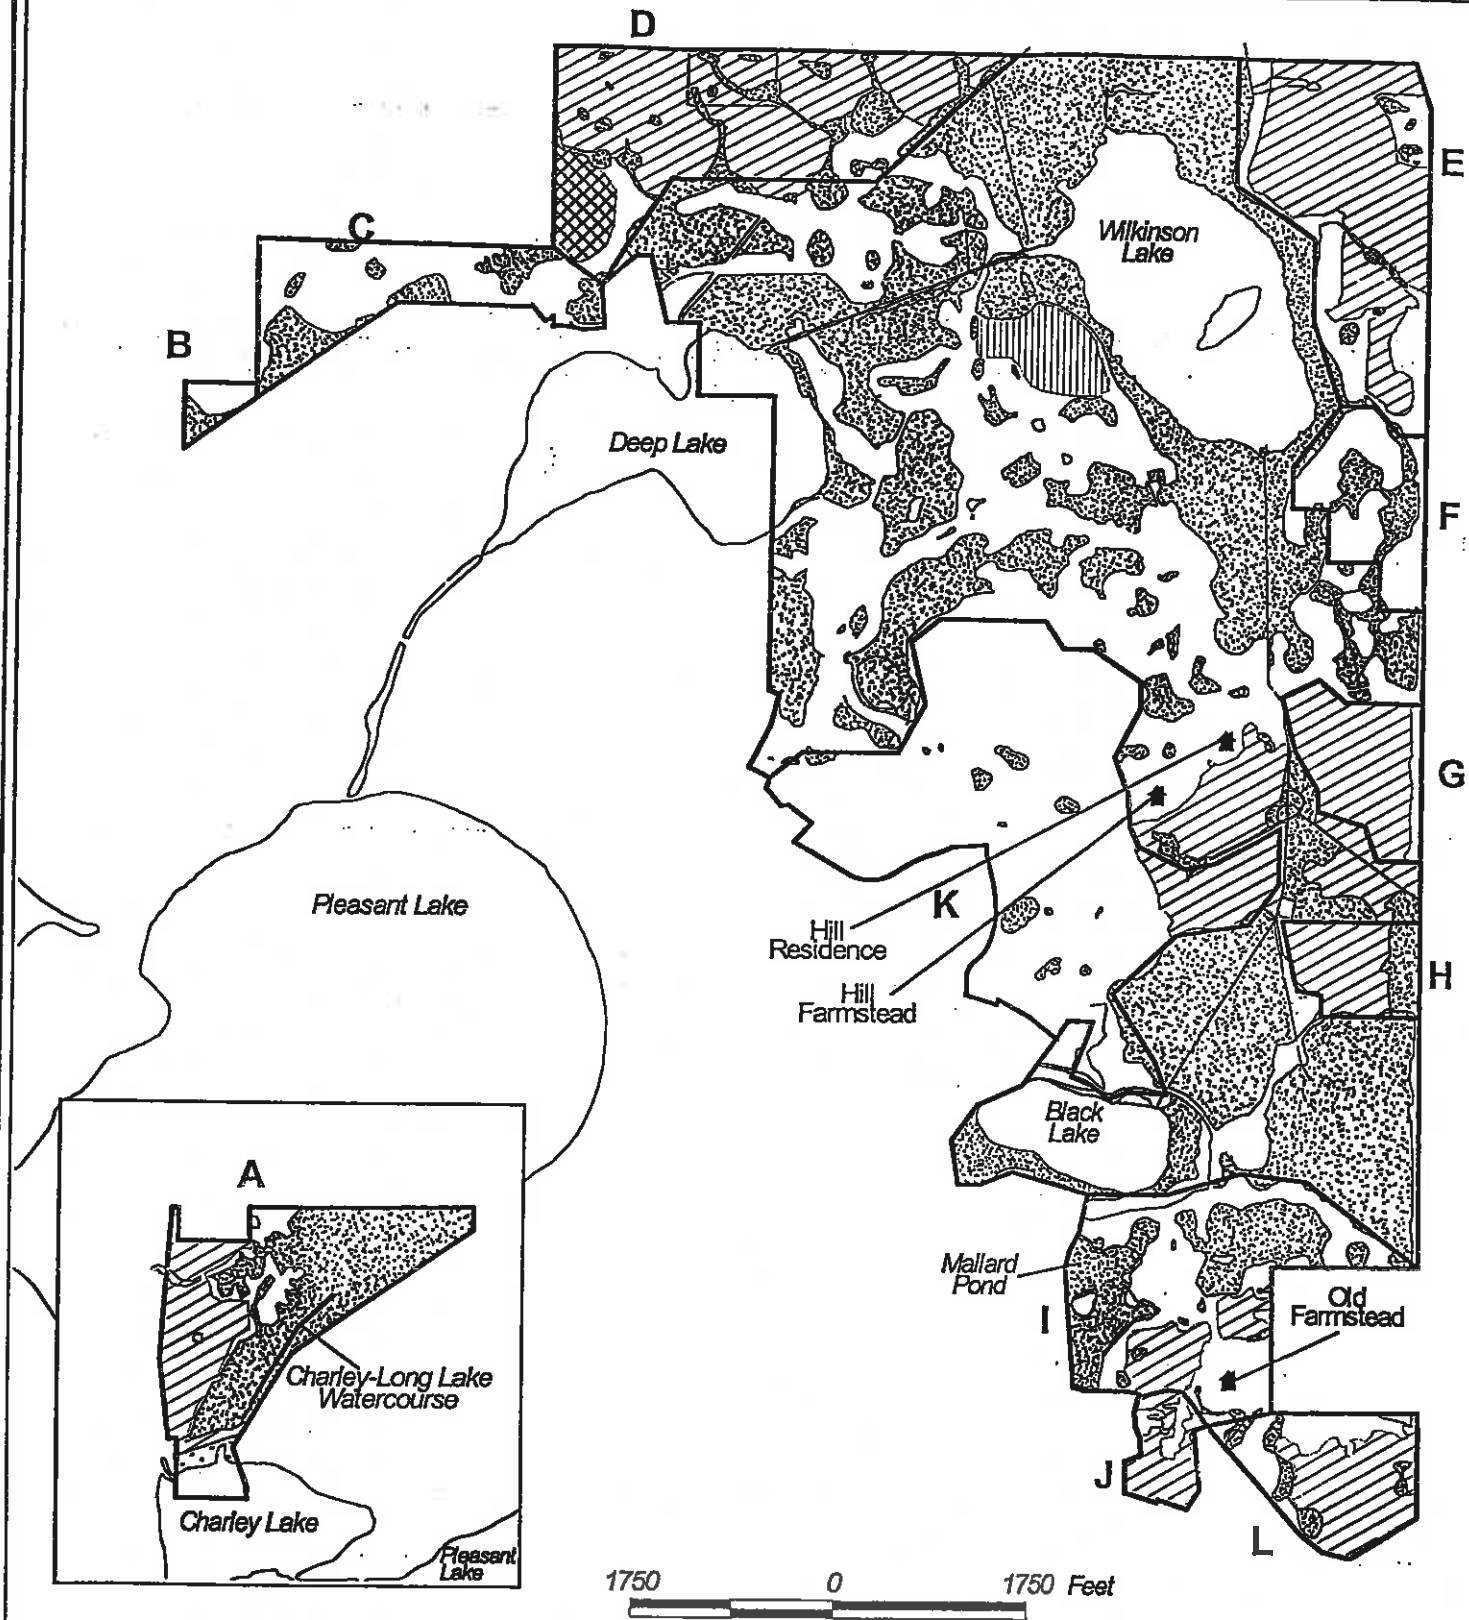 D
E
C
Wilkinson
Lake
B
Deep Lake
F
G
Pleasant Lake
K
Hill
Residence
H
Hill
Farmstead
Black
Lake
A
Mallard
Pond
Old
Farmstead
I
Charley-Long Lake
Watercourse
J
Charley Lake
L
Pleasant
Lake
1750 0 1750 Feet